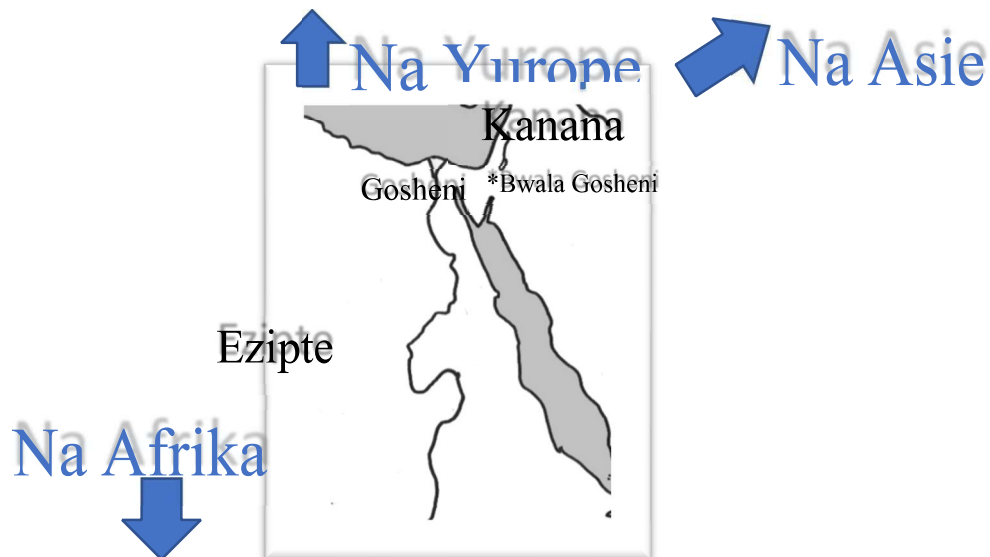 Na Yurope
Na Asie
Kanana
Gosheni
*Bwala Gosheni
Ezipte
Na Afrika